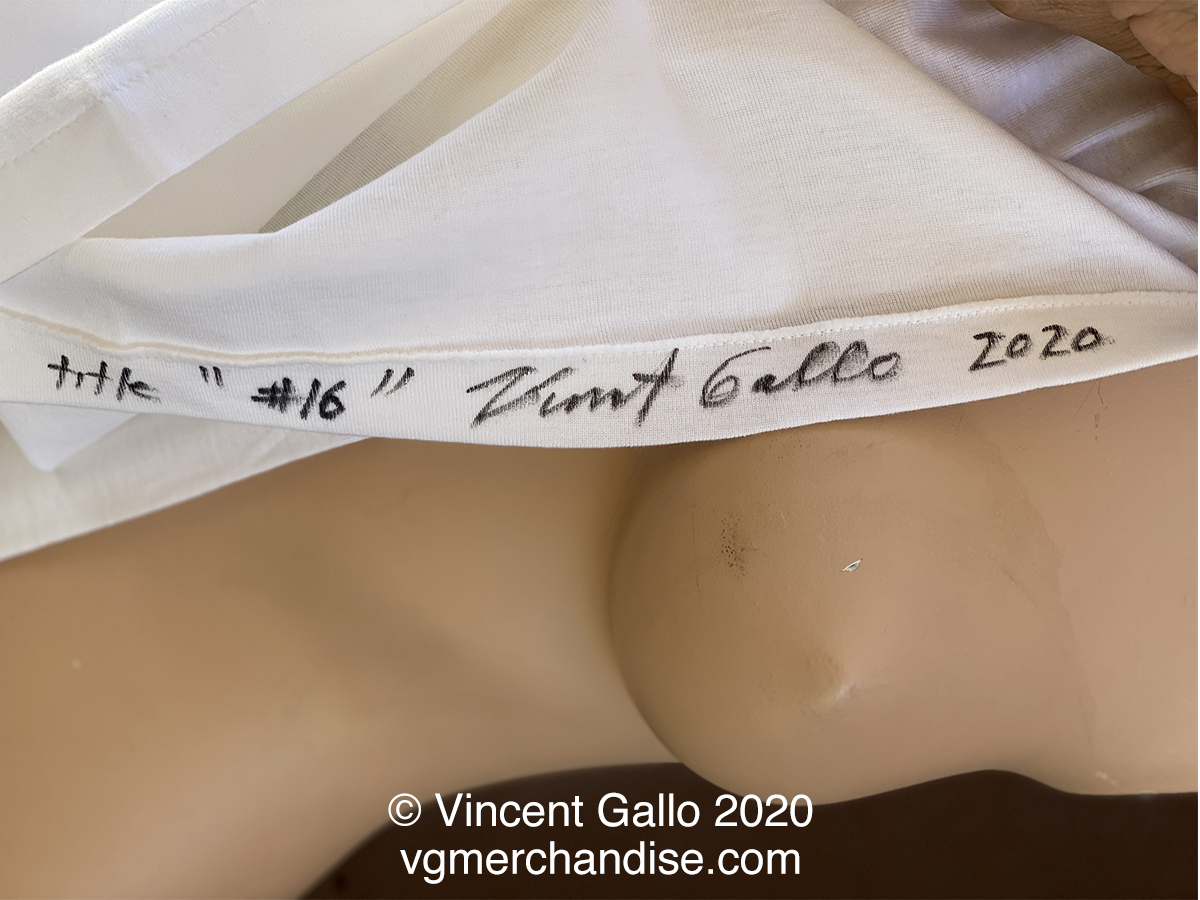 title " #16 " Vincent Gallo 2020
© Vincent Gallo 2020
vgmerchandise.com